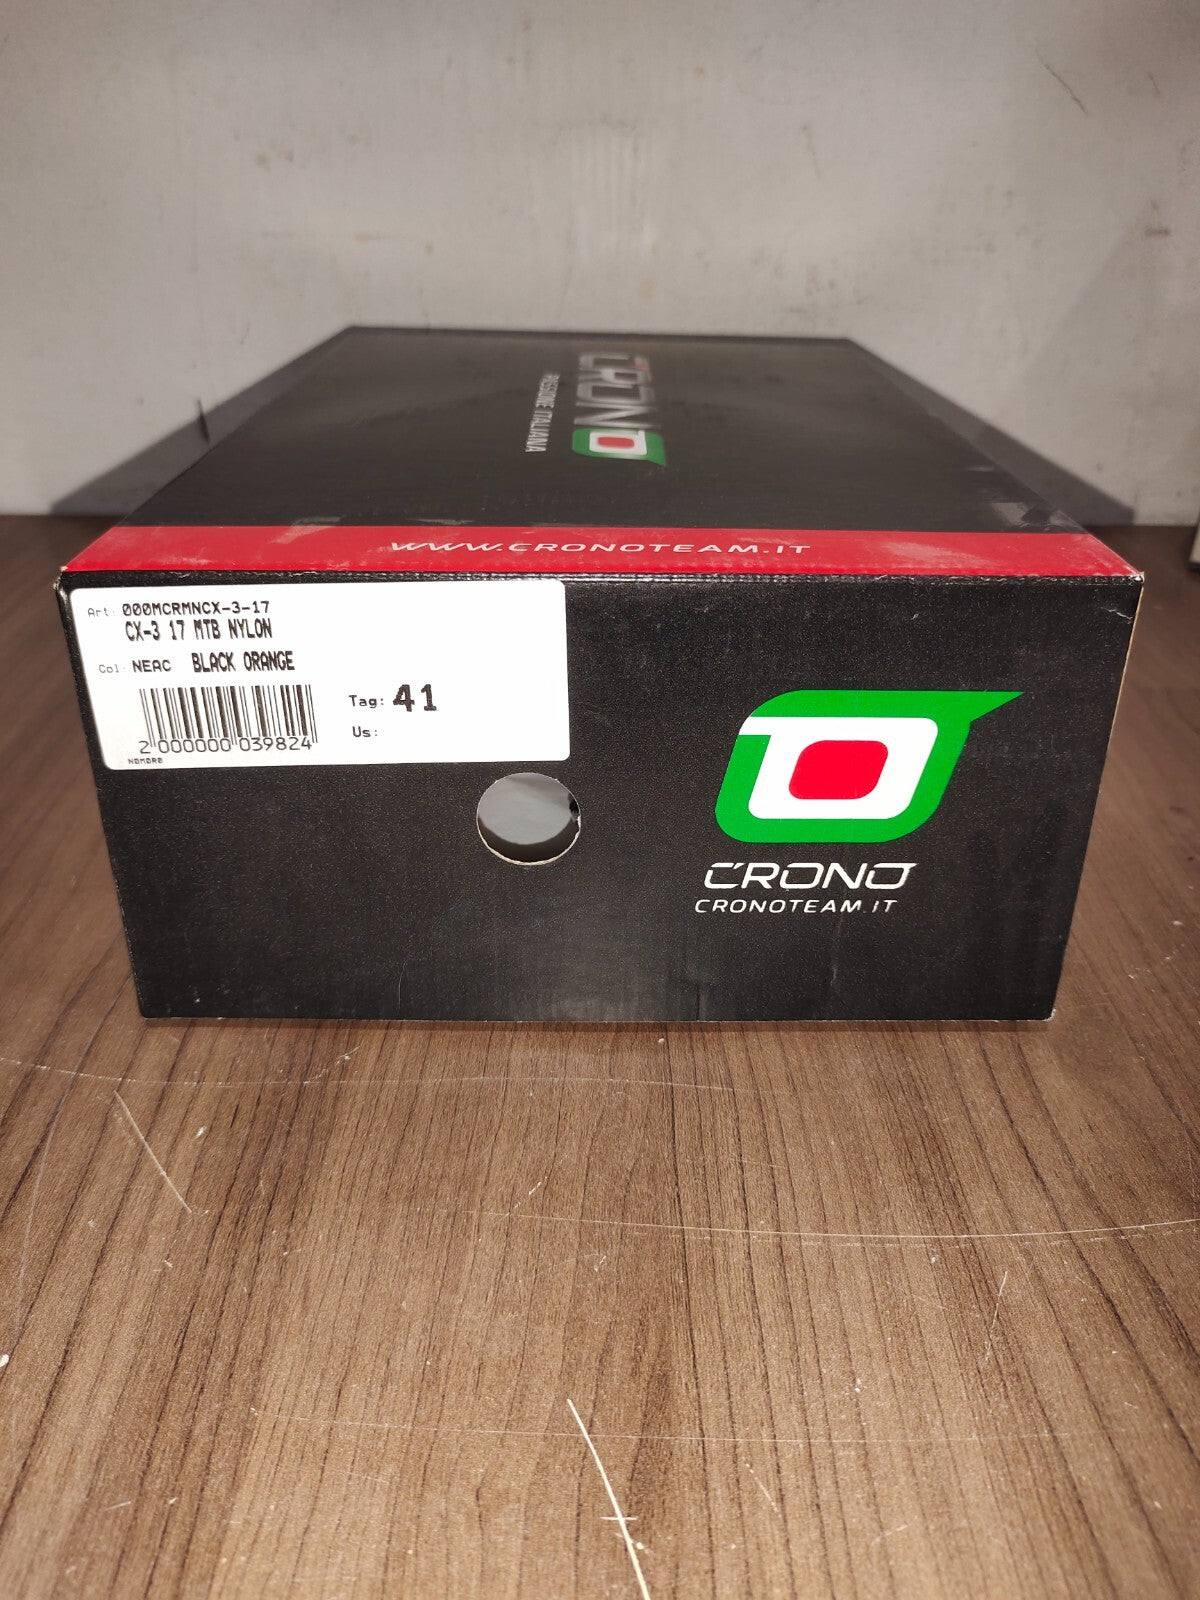 CRONO
PASSIONE ITALIANA
WWW.CRONOTEAM.IT
Art: 000MCRMNCX-3-17
CX-3 17 MTB NYLON
Col: NEAC BLACK ORANGE
Tag: 41
Us:
2 000000 039824
CRONO
CRONOTEAM.IT